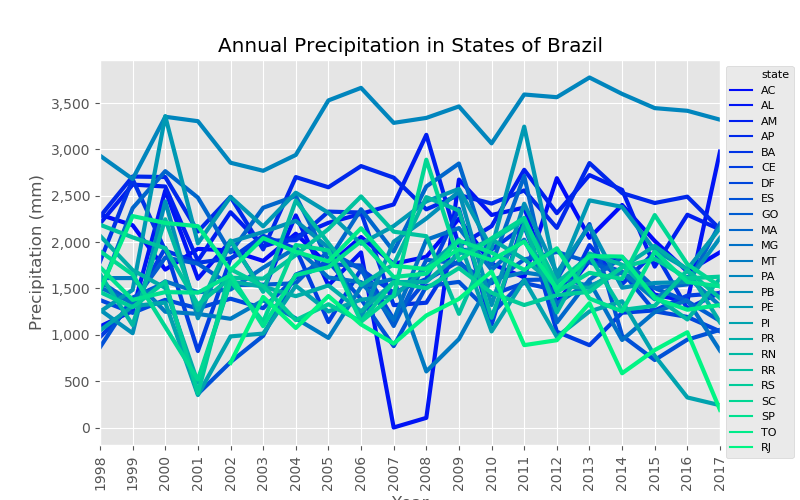 Annual Precipitation in States of Brazil
Precipitation (mm)
3,500
3,000
2,500
2,000
1,500
1,000
500
0
1998
1999
2000
2001
2002
2003
2004
2005
2006
2007
2008
2009
2010
2011
2012
2013
2014
2015
2016
2017
Year
state
AC
AL
AM
AP
BA
CE
DF
ES
GO
MA
MG
MT
PA
PB
PE
PI
PR
RN
RR
RS
SC
SP
TO
RJ